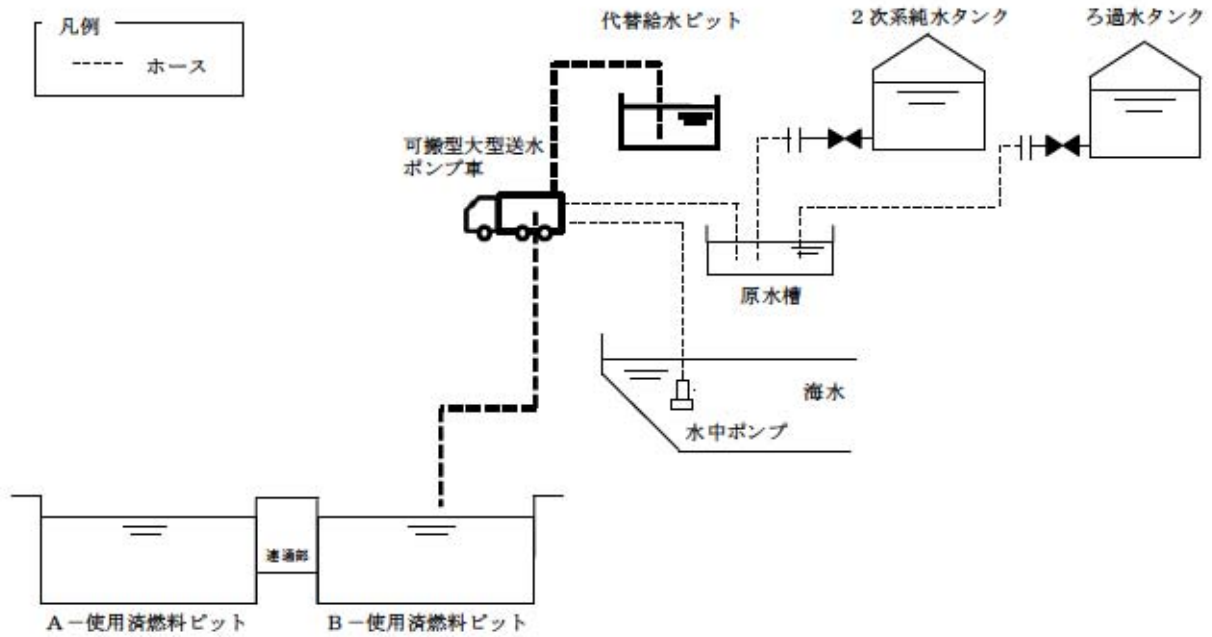 凡例
ホース
代替給水ピット
２次系純水タンク
ろ過水タンク
可搬型大型送水
ポンプ車
原水槽
海水
水中ポンプ
連通部
A－使用済燃料ピット
B－使用済燃料ピット